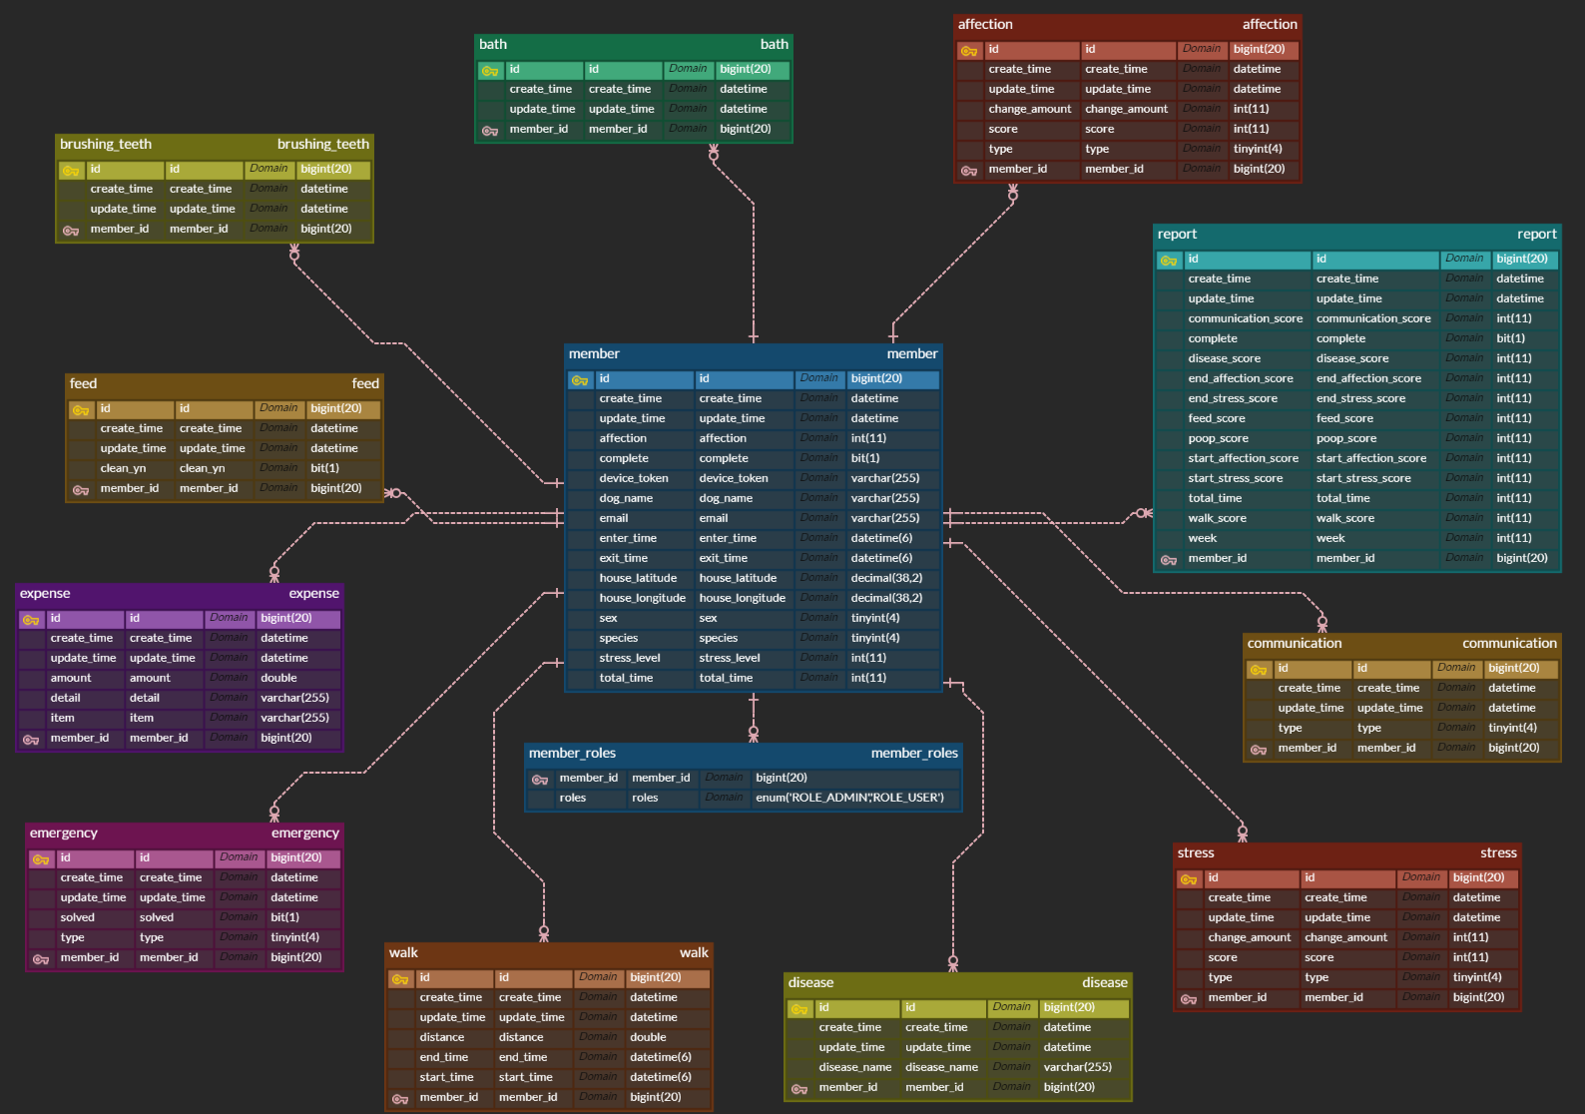 affection affection
id id Domain bigint(20)
create_time create_time Domain datetime
update_time update_time Domain datetime
change_amount change_amount Domain int(11)
score score Domain int(11)
type type Domain tinyint(4)
member_id member_id Domain bigint(20)
bath bath
id id Domain bigint(20)
create_time create_time Domain datetime
update_time update_time Domain datetime
member_id member_id Domain bigint(20)
brushing_teeth brushing_teeth
id id Domain bigint(20)
create_time create_time Domain datetime
update_time update_time Domain datetime
member_id member_id Domain bigint(20)
report report
id id Domain bigint(20)
create_time create_time Domain datetime
update_time update_time Domain datetime
communication_score communication_score Domain int(11)
complete complete Domain bit(1)
disease_score disease_score Domain int(11)
end_affection_score end_affection_score Domain int(11)
end_stress_score end_stress_score Domain int(11)
feed_score feed_score Domain int(11)
poop_score poop_score Domain int(11)
start_affection_score start_affection_score Domain int(11)
start_stress_score start_stress_score Domain int(11)
total_time total_time Domain int(11)
walk_score walk_score Domain int(11)
week week Domain int(11)
member_id member_id Domain bigint(20)
member member
id id Domain bigint(20)
create_time create_time Domain datetime
update_time update_time Domain datetime
affection affection Domain int(11)
complete complete Domain bit(1)
device_token device_token Domain varchar(255)
dog_name dog_name Domain varchar(255)
email email Domain varchar(255)
enter_time enter_time Domain datetime(6)
exit_time exit_time Domain datetime(6)
house_latitude house_latitude Domain decimal(38,2)
house_longitude house_longitude Domain decimal(38,2)
sex sex Domain tinyint(4)
species species Domain tinyint(4)
stress_level stress_level Domain int(11)
total_time total_time Domain int(11)
feed feed
id id Domain bigint(20)
create_time create_time Domain datetime
update_time update_time Domain datetime
clean_yn clean_yn Domain bit(1)
member_id member_id Domain bigint(20)
expense expense
id id Domain bigint(20)
create_time create_time Domain datetime
update_time update_time Domain datetime
amount amount Domain double
detail detail Domain varchar(255)
item item Domain varchar(255)
member_id member_id Domain bigint(20)
communication communication
id id Domain bigint(20)
create_time create_time Domain datetime
update_time update_time Domain datetime
type type Domain tinyint(4)
member_id member_id Domain bigint(20)
member_roles member_roles
member_id member_id Domain bigint(20)
roles roles Domain enum('ROLE_ADMIN','ROLE_USER')
emergency emergency
id id Domain bigint(20)
create_time create_time Domain datetime
update_time update_time Domain datetime
solved solved Domain bit(1)
type type Domain tinyint(4)
member_id member_id Domain bigint(20)
stress stress
id id Domain bigint(20)
create_time create_time Domain datetime
update_time update_time Domain datetime
change_amount change_amount Domain int(11)
score score Domain int(11)
type type Domain tinyint(4)
member_id member_id Domain bigint(20)
walk walk
id id Domain bigint(20)
create_time create_time Domain datetime
update_time update_time Domain datetime
distance distance Domain double
end_time end_time Domain datetime(6)
start_time start_time Domain datetime(6)
member_id member_id Domain bigint(20)
disease disease
id id Domain bigint(20)
create_time create_time Domain datetime
update_time update_time Domain datetime
disease_name disease_name Domain varchar(255)
member_id member_id Domain bigint(20)